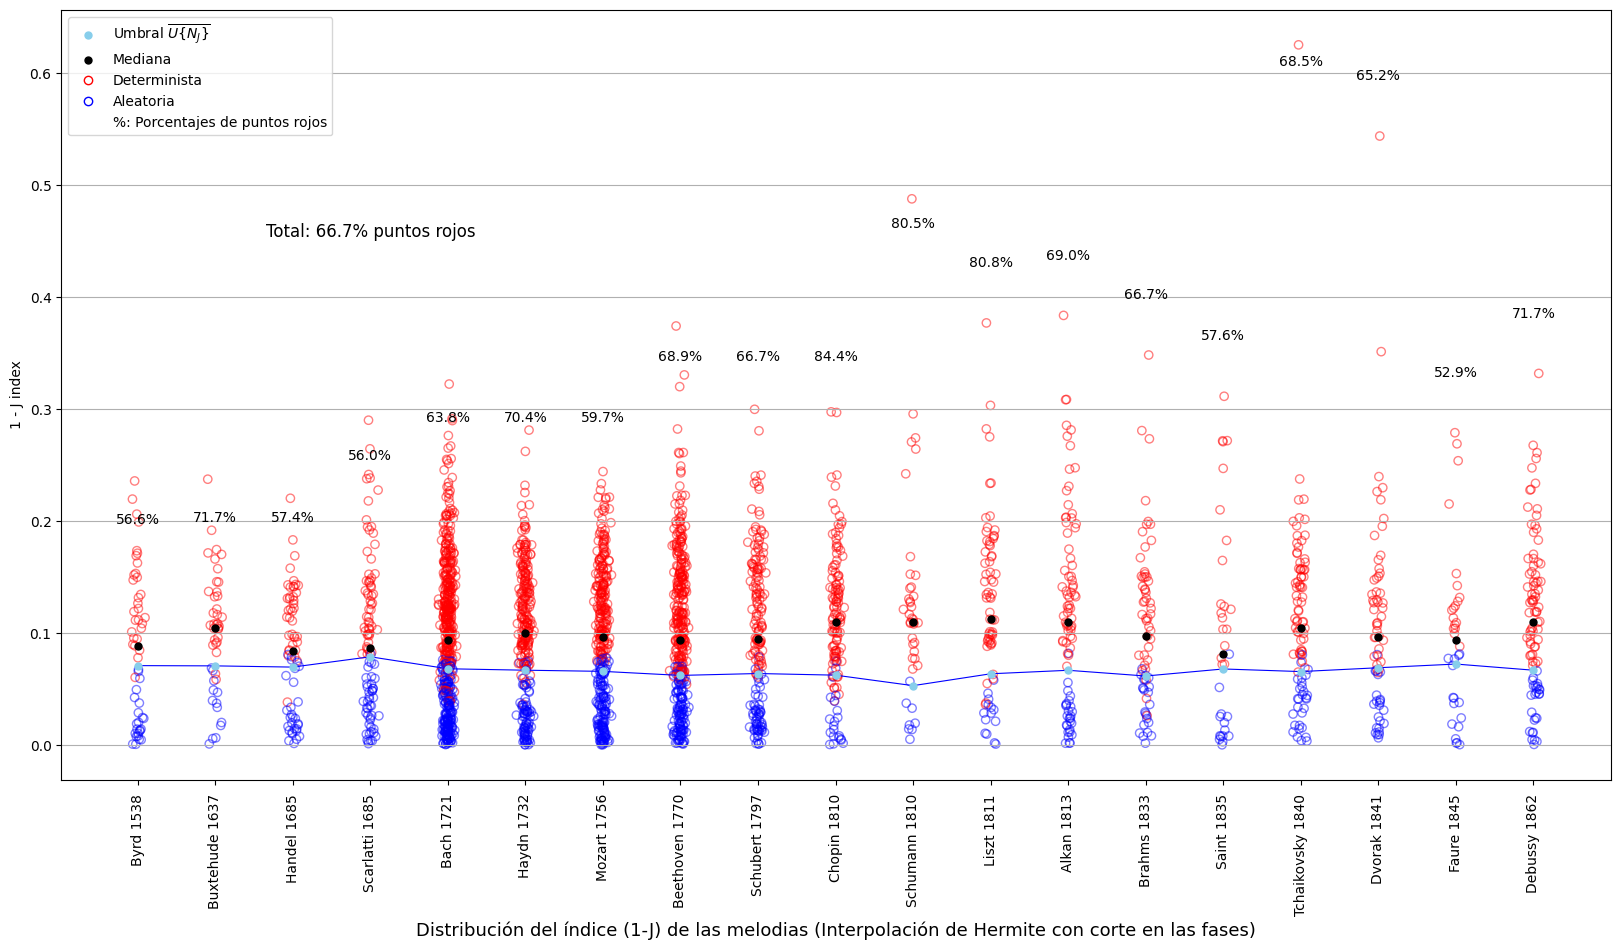 Umbral U{N_J}
Mediana
Determinista
Aleatoria
%: Porcentajes de puntos rojos
Total: 66.7% puntos rojos
1 - J index
0.6
0.5
0.4
0.3
0.2
0.1
0.0
56.6%
71.7%
57.4%
56.0%
63.8%
70.4%
59.7%
68.9%
66.7%
84.4%
80.5%
80.8%
69.0%
66.7%
57.6%
68.5%
65.2%
52.9%
71.7%
Byrd 1538
Buxtehude 1637
Handel 1685
Scarlatti 1685
Bach 1721
Haydn 1732
Mozart 1756
Beethoven 1770
Schubert 1797
Chopin 1810
Schumann 1810
Liszt 1811
Alkan 1813
Brahms 1833
Saint 1835
Tchaikovsky 1840
Dvorak 1841
Faure 1845
Debussy 1862
Distribución del índice (1-J) de las melodias (Interpolación de Hermite con corte en las fases)